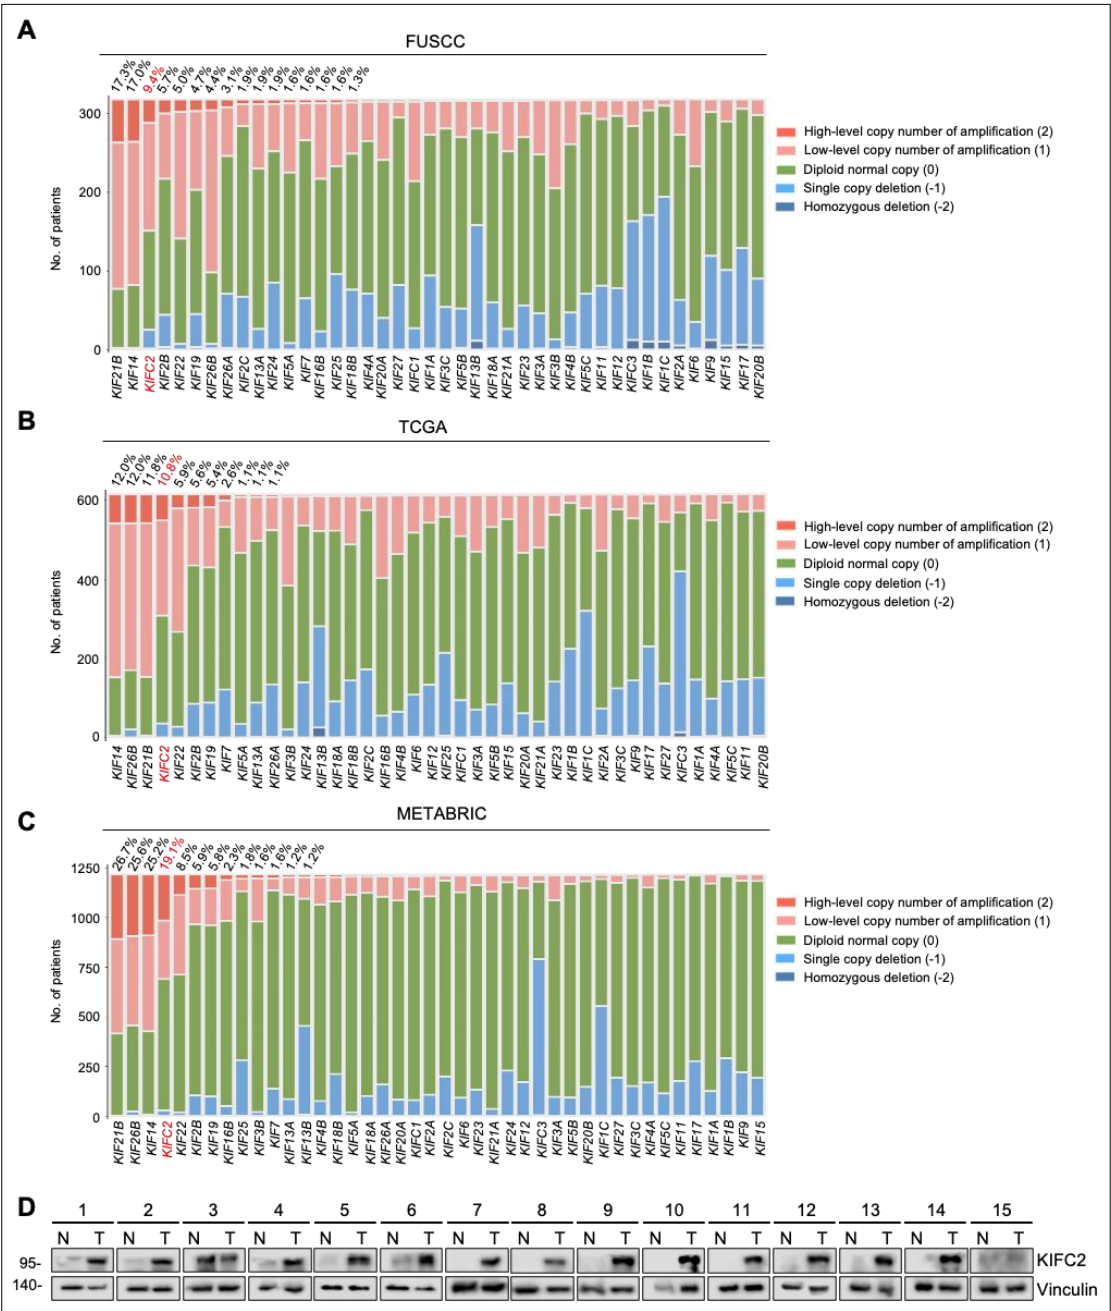 A
FUSCC
17.3% 17.0% 9.4% 5.7% 5.0% 4.7% 4.4% 3.1% 1.9% 1.9% 1.9% 1.6% 1.6% 1.6% 1.6% 1.3%
No. of patients
300
200
100
0
High-level copy number of amplification (2)
Low-level copy number of amplification (1)
Diploid normal copy (0)
Single copy deletion (-1)
Homozygous deletion (-2)
KIF21B KIF14 KIFC2 KIF2B KIF22 KIF19 KIF26B KIF26A KIF2C KIF13A KIF24 KIF5A KIF7 KIF16B KIF25 KIF18B KIF4A KIF20A KIF27 KIFC1 KIF1A KIF3C KIF5B KIF13B KIF18A KIF21A KIF23 KIF3A KIF3B KIF4B KIF5C KIF11 KIF12 KIFC3 KIF1B KIF1C KIF2A KIF6 KIF9 KIF15 KIF17 KIF20B
B
TCGA
12.0% 12.0% 11.8% 10.8% 5.9% 5.6% 5.4% 2.6% 1.1% 1.1% 1.1%
No. of patients
600
400
200
0
High-level copy number of amplification (2)
Low-level copy number of amplification (1)
Diploid normal copy (0)
Single copy deletion (-1)
Homozygous deletion (-2)
KIF14 KIF26B KIF21B KIFC2 KIF22 KIF2B KIF19 KIF7 KIF5A KIF13A KIF26A KIF3B KIF24 KIF13B KIF18A KIF18B KIF2C KIF16B KIF4B KIF6 KIF12 KIF25 KIFC1 KIF3A KIF5B KIF15 KIF20A KIF21A KIF23 KIF1B KIF1C KIF2A KIF3C KIF9 KIF17 KIF27 KIFC3 KIF1A KIF4A KIF5C KIF11 KIF20B
C
METABRIC
26.7% 25.6% 25.2% 19.1% 8.5% 5.9% 5.8% 2.3% 1.8% 1.6% 1.6% 1.2% 1.2%
No. of patients
1250
1000
750
500
250
0
High-level copy number of amplification (2)
Low-level copy number of amplification (1)
Diploid normal copy (0)
Single copy deletion (-1)
Homozygous deletion (-2)
KIF21B KIF26B KIF14 KIFC2 KIF22 KIF2B KIF19 KIF16B KIF25 KIF3B KIF7 KIF13A KIF13B KIF4B KIF18B KIF5A KIF18A KIF26A KIF20A KIFC1 KIF2A KIF2C KIF6 KIF23 KIF21A KIF24 KIF12 KIFC3 KIF3A KIF5B KIF20B KIF1C KIF27 KIF3C KIF4A KIF5C KIF11 KIF17 KIF1A KIF1B KIF9 KIF15
D
1 2 3 4 5 6 7 8 9 10 11 12 13 14 15
N T N T N T N T N T N T N T N T N T N T N T N T N T N T N T
95- KIFC2
140- Vinculin